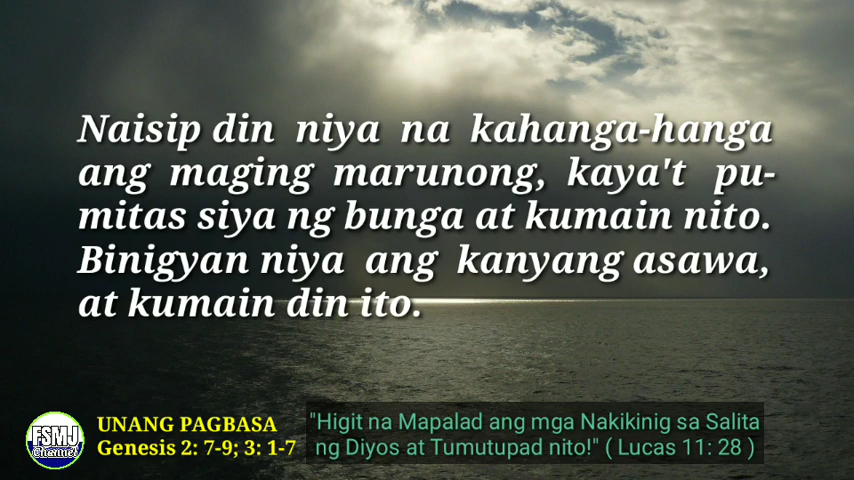 Naisip din niya na kahanga-hanga
ang maging marunong, kaya't pu-
mitas siya ng bunga at kumain nito.
Binigyan niya ang kanyang asawa,
at kumain din ito.
FSMJ
Channel
UNANG PAGBASA
Genesis 2: 7-9; 3: 1-7
"Higit na Mapalad ang mga Nakikinig sa Salita
ng Diyos at Tumutupad nito!" ( Lucas 11: 28 )